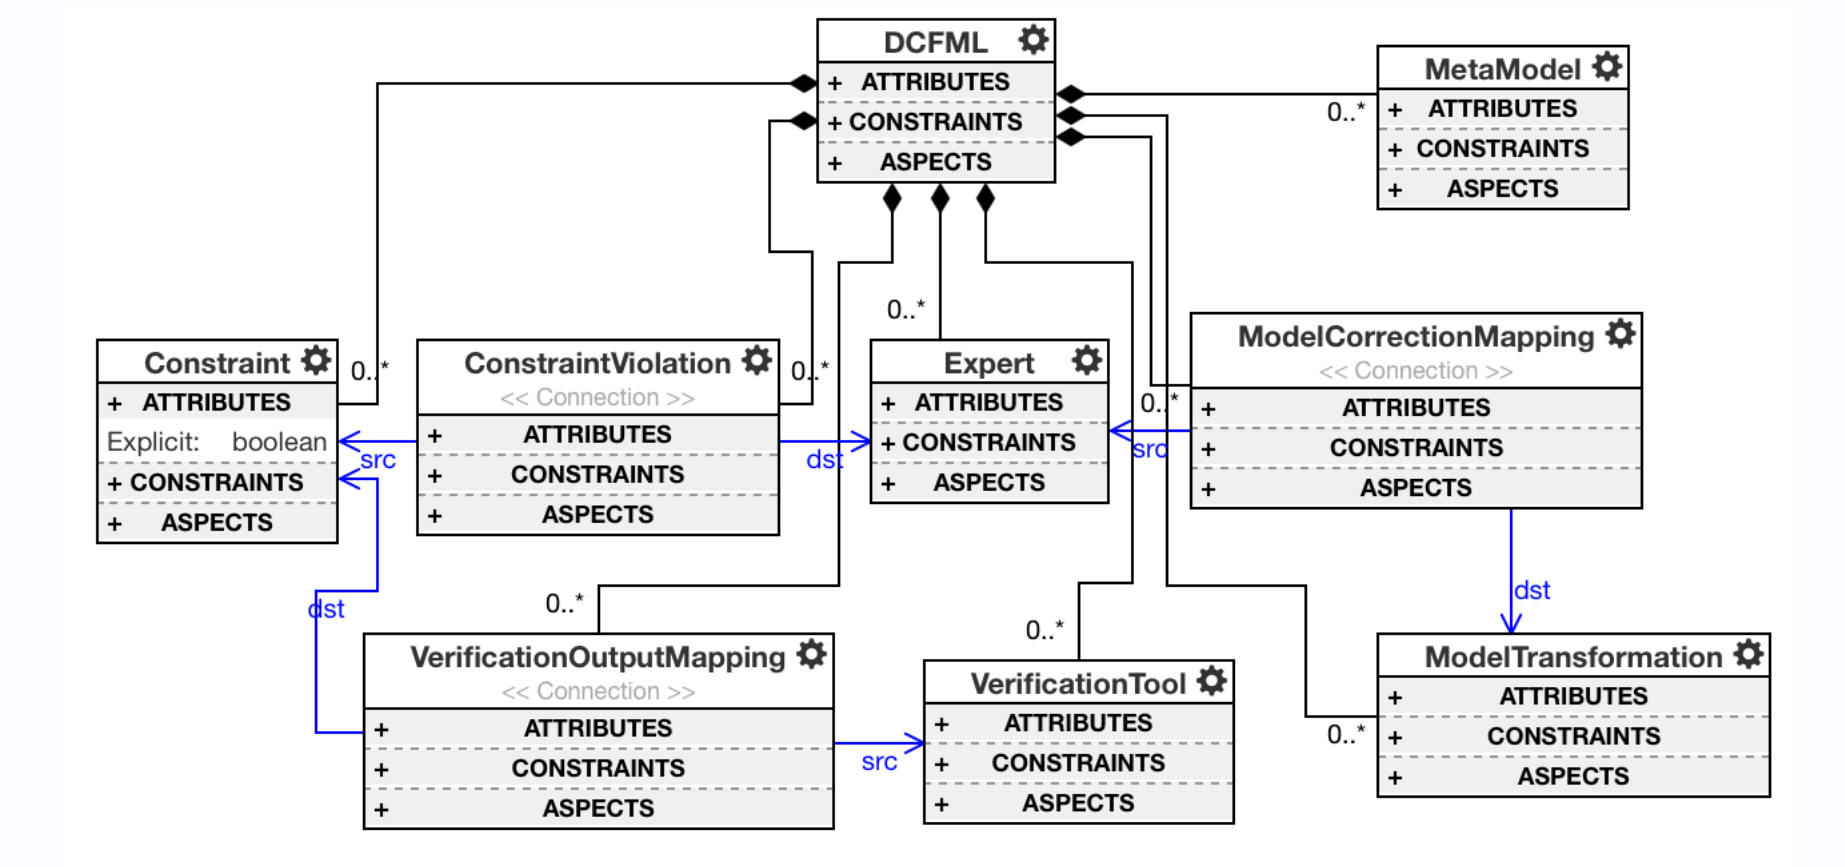 DCFML
+ ATTRIBUTES
+ CONSTRAINTS
+ ASPECTS
MetaModel
+ ATTRIBUTES
+ CONSTRAINTS
+ ASPECTS
0..*
0..*
Constraint
+ ATTRIBUTES
Explicit: boolean
+ CONSTRAINTS
+ ASPECTS
0..*
src
ConstraintViolation
<< Connection >>
+ ATTRIBUTES
+ CONSTRAINTS
+ ASPECTS
0..*
dst
Expert
+ ATTRIBUTES
+ CONSTRAINTS
+ ASPECTS
0..*
src
ModelCorrectionMapping
<< Connection >>
+ ATTRIBUTES
+ CONSTRAINTS
+ ASPECTS
dst
dst
0..*
VerificationOutputMapping
<< Connection >>
+ ATTRIBUTES
+ CONSTRAINTS
+ ASPECTS
src
0..*
VerificationTool
+ ATTRIBUTES
+ CONSTRAINTS
+ ASPECTS
0..*
ModelTransformation
+ ATTRIBUTES
+ CONSTRAINTS
+ ASPECTS